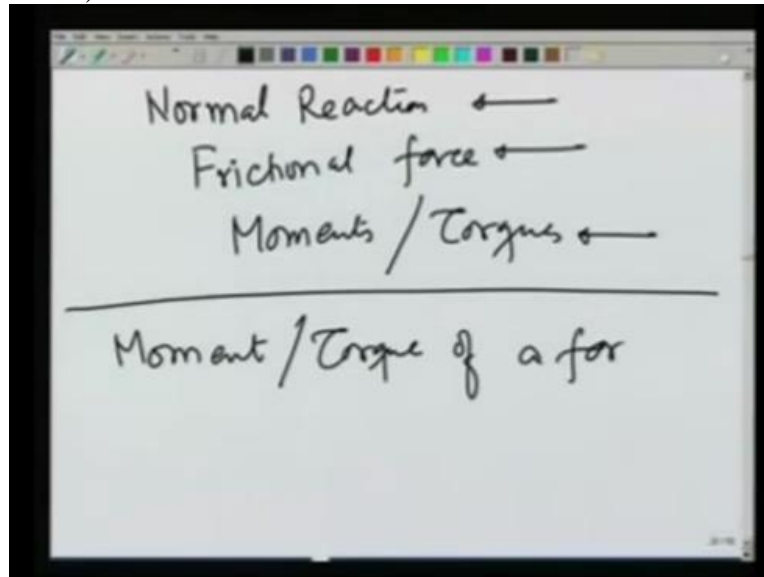 Normal Reaction ←
Frictional force ←
Moments / Torques ←
Moment / Torque of a for